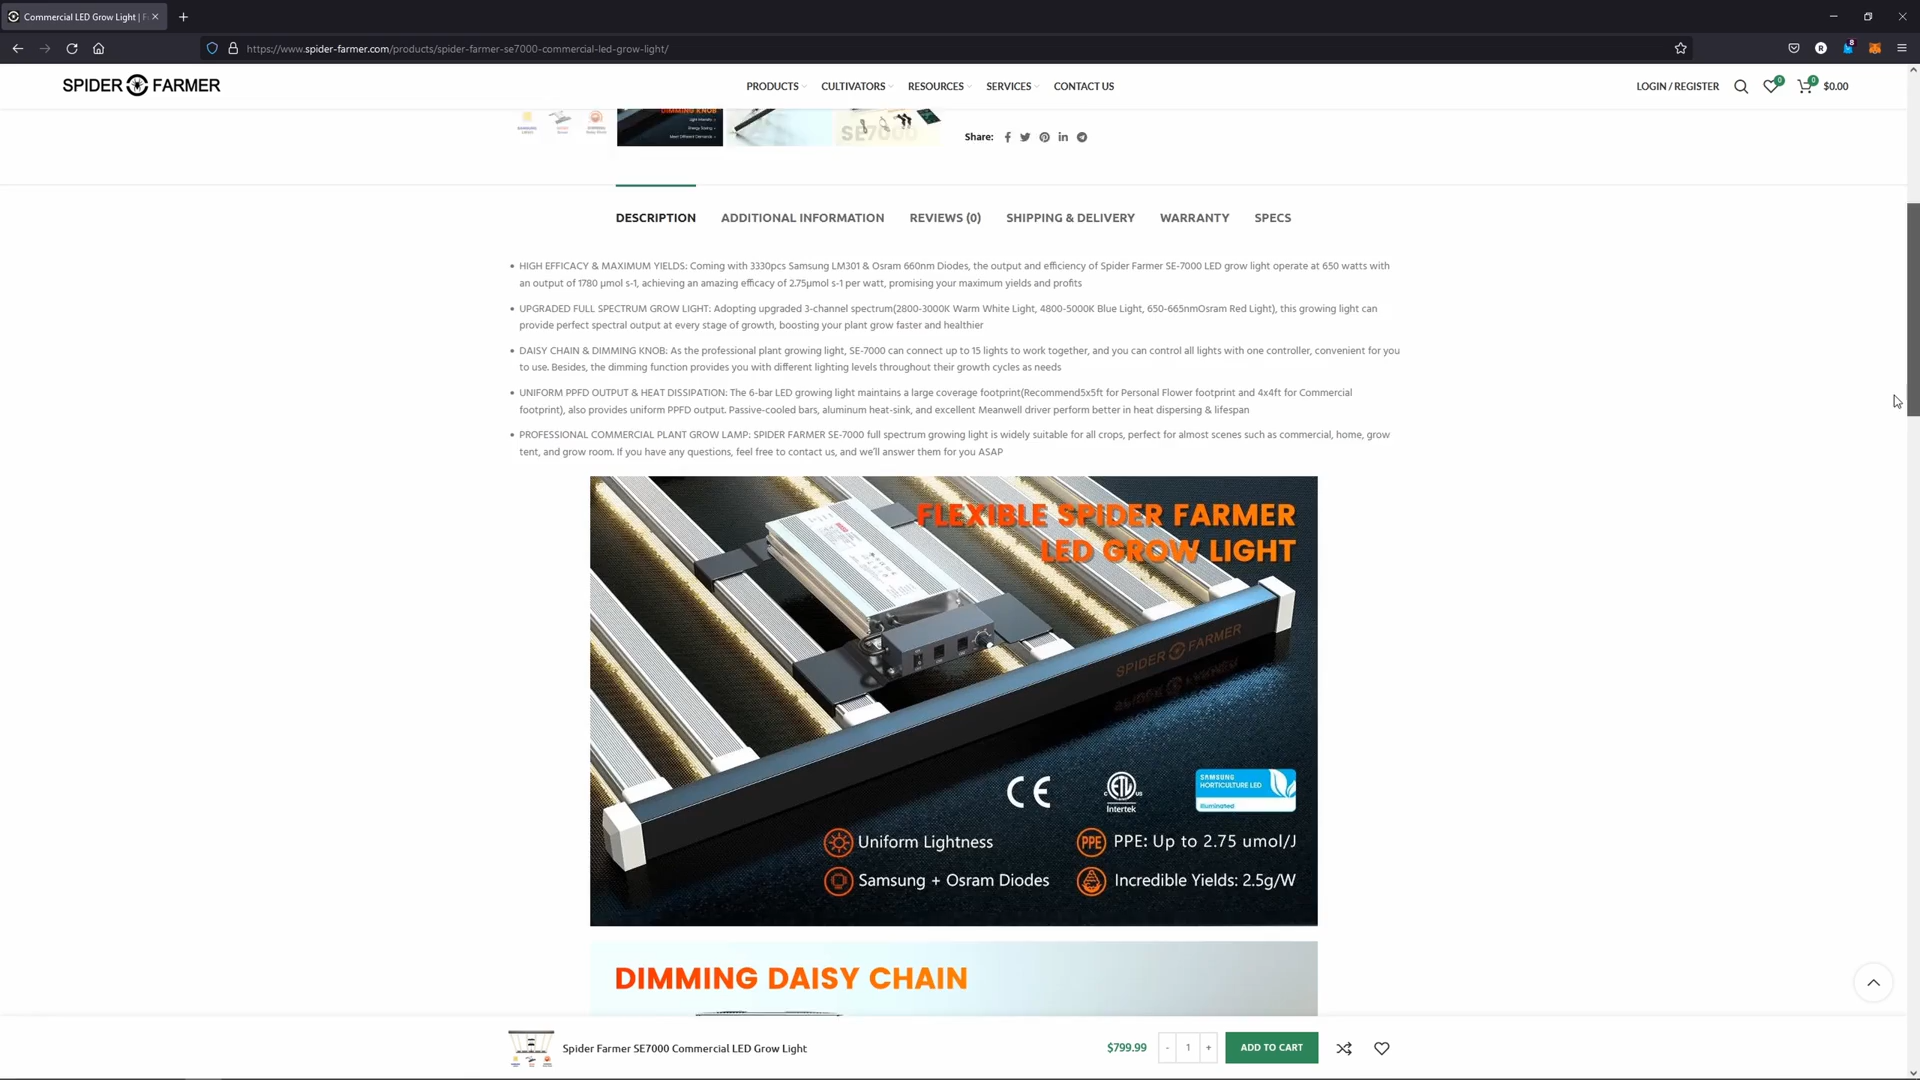 Commercial LED Grow Light | F
https://www.spider-farmer.com/products/spider-farmer-se7000-commercial-led-grow-light/
8
SPIDER FARMER
PRODUCTS
CULTIVATORS
RESOURCES
SERVICES
CONTACT US
LOGIN / REGISTER
0
0
$0.00
DIMMING KNOB
Light Intensity
Energy Saving
Meet Different Demands
SE7000
Share:
DESCRIPTION
ADDITIONAL INFORMATION
REVIEWS (0)
SHIPPING & DELIVERY
WARRANTY
SPECS
HIGH EFFICACY & MAXIMUM YIELDS: Coming with 3330pcs Samsung LM301 & Osram 660nm Diodes, the output and efficiency of Spider Farmer SE-7000 LED grow light operate at 650 watts with
an output of 1780 μmol s-1, achieving an amazing efficacy of 2.75μmol s-1 per watt, promising your maximum yields and profits
UPGRADED FULL SPECTRUM GROW LIGHT: Adopting upgraded 3-channel spectrum(2800-3000K Warm White Light, 4800-5000K Blue Light, 650-665nmOsram Red Light), this growing light can
provide perfect spectral output at every stage of growth, boosting your plant grow faster and healthier
DAISY CHAIN & DIMMING KNOB: As the professional plant growing light, SE-7000 can connect up to 15 lights to work together, and you can control all lights with one controller, convenient for you
to use. Besides, the dimming function provides you with different lighting levels throughout their growth cycles as needs
UNIFORM PPFD OUTPUT & HEAT DISSIPATION: The 6-bar LED growing light maintains a large coverage footprint(Recommend5x5ft for Personal Flower footprint and 4x4ft for Commercial
footprint), also provides uniform PPFD output. Passive-cooled bars, aluminum heat-sink, and excellent Meanwell driver perform better in heat dispersing & lifespan
PROFESSIONAL COMMERCIAL PLANT GROW LAMP: SPIDER FARMER SE-7000 full spectrum growing light is widely suitable for all crops, perfect for almost scenes such as commercial, home, grow
tent, and grow room. If you have any questions, feel free to contact us, and we'll answer them for you ASAP
FLEXIBLE SPIDER FARMER
LED GROW LIGHT
SPIDER FARMER
CE
ETL
c us
Intertek
SAMSUNG
HORTICULTURE LED
Illuminated
Uniform Lightness
PPE PPE: Up to 2.75 umol/J
Samsung + Osram Diodes
Incredible Yields: 2.5g/W
DIMMING DAISY CHAIN
Spider Farmer SE7000 Commercial LED Grow Light
$799.99
- 1 +
ADD TO CART